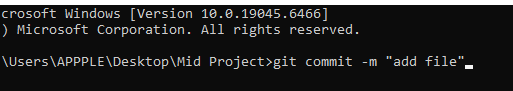 crosoft Windows [Version 10.0.19045.6466]
) Microsoft Corporation. All rights reserved.
\Users\APPPLE\Desktop\Mid Project>git commit -m "add file"